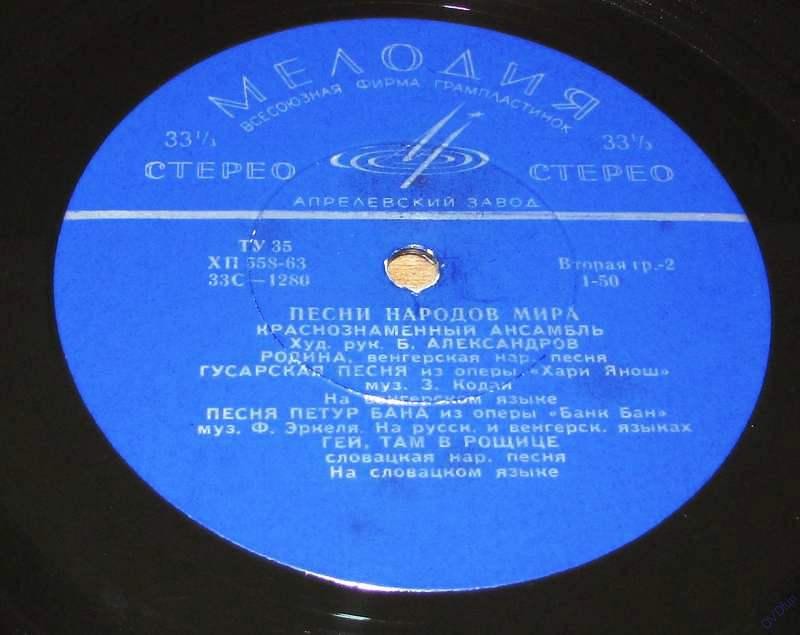 МЕЛОДИЯ
ВСЕСОЮЗНАЯ ФИРМА ГРАМПЛАСТИНОК
33⅓ 33⅓
СТЕРЕО СТЕРЕО
АПРЕЛЕВСКИЙ ЗАВОД
ТУ 35
ХП 558-63 Вторая гр.-2
33С—1280 1-50
ПЕСНИ НАРОДОВ МИРА
КРАСНОЗНАМЕННЫЙ АНСАМБЛЬ
Худ. рук. Б. АЛЕКСАНДРОВ
РОДИНА, венгерская нар. песня
ГУСАРСКАЯ ПЕСНЯ из оперы «Хари Янош»
муз. З. Кодаи
На венгерском языке
ПЕСНЯ ПЕТУР БАНА из оперы «Банк Бан»
муз. Ф. Эркеля. На русск. и венгерск. языках
ГЕЙ, ТАМ В РОЩИЦЕ
словацкая нар. песня
На словацком языке